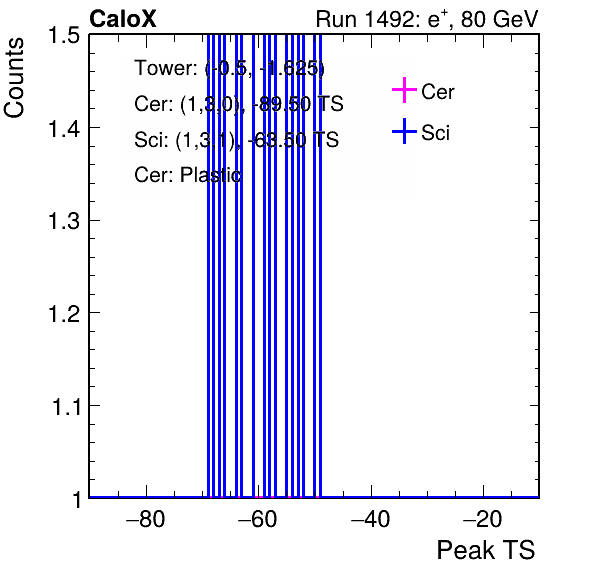 CaloX Run 1492: e⁺, 80 GeV
Counts
1.5
1.4
1.3
1.2
1.1
1
Tower: (-0.5, -1.625)
Cer: (1,3,0), -89.50 TS
Sci: (1,3,1), -63.50 TS
Cer: Plastic
Cer
Sci
−80 −60 −40 −20
Peak TS